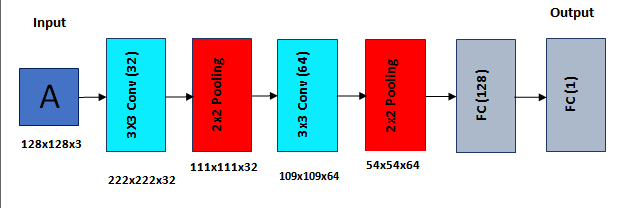 Input
Output
A
3X3 Conv (32)
2x2 Pooling
3x3 Conv (64)
2x2 Pooling
FC (128)
FC (1)
128x128x3
222x222x32
111x111x32
109x109x64
54x54x64